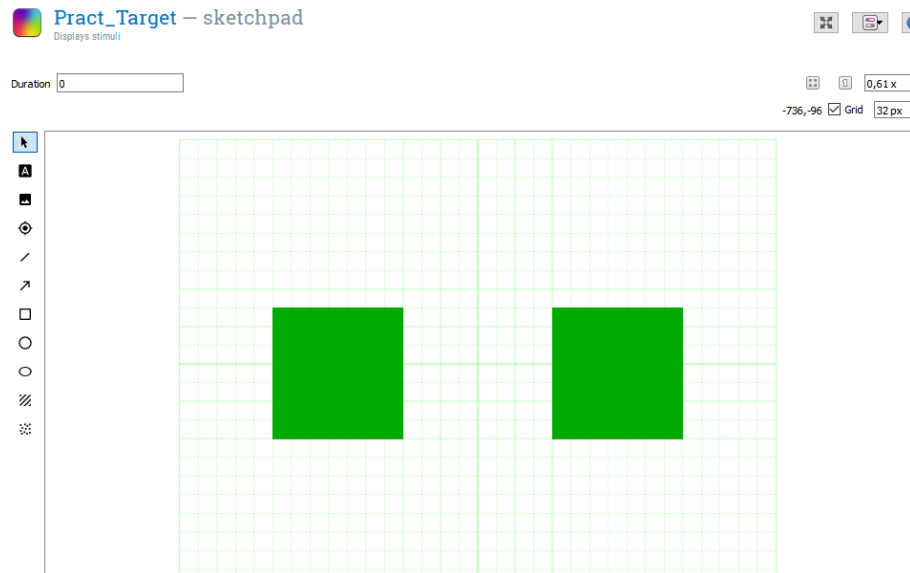 Pract_Target – sketchpad
Displays stimuli
Duration 0
0,61 x
-736,-96 Grid 32 px
A